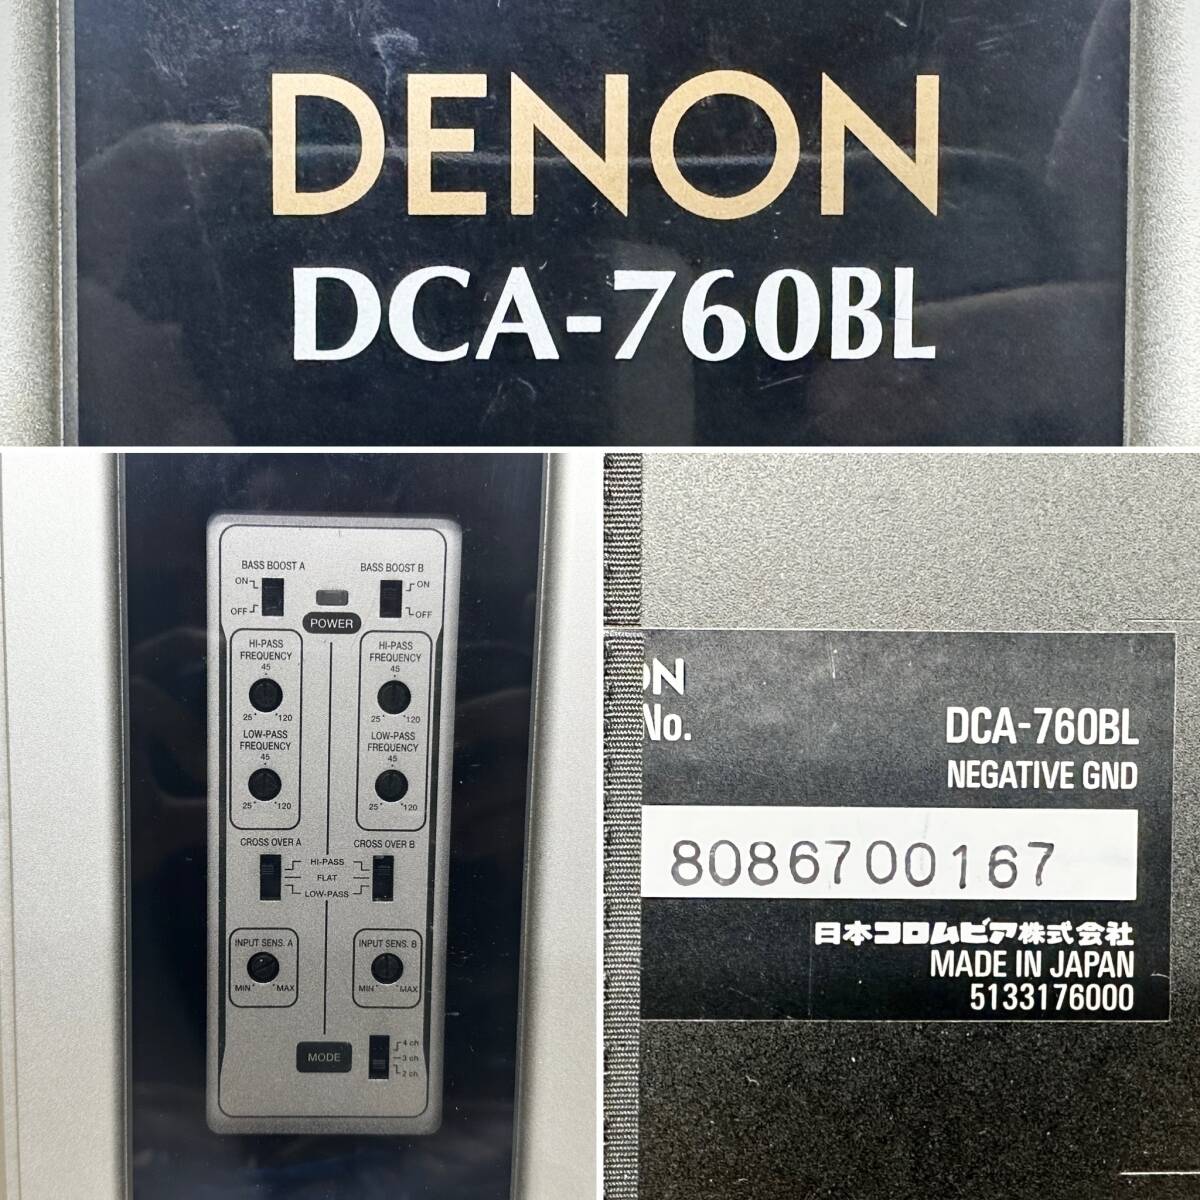 DENON
DCA-760BL
BASS BOOST A
BASS BOOST B
ON
ON
OFF
OFF
POWER
HI-PASS
FREQUENCY
45
25 120
HI-PASS
FREQUENCY
45
25 120
LOW-PASS
FREQUENCY
45
25 120
LOW-PASS
FREQUENCY
45
25 120
CROSS OVER A
CROSS OVER B
HI-PASS
FLAT
LOW-PASS
INPUT SENS. A
MIN MAX
INPUT SENS. B
MIN MAX
MODE
4 ch
3 ch
2 ch
ON
No.
DCA-760BL
NEGATIVE GND
8086700167
日本コロムビア株式会社
MADE IN JAPAN
5133176000